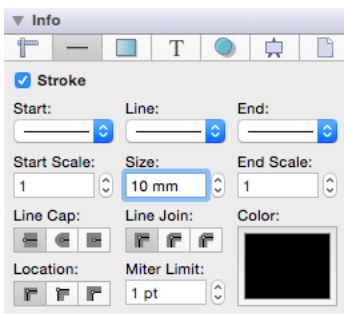 Info
T
Stroke
Start: Line: End:
Start Scale: Size: End Scale:
1 10 mm 1
Line Cap: Line Join: Color:
Location: Miter Limit:
1 pt